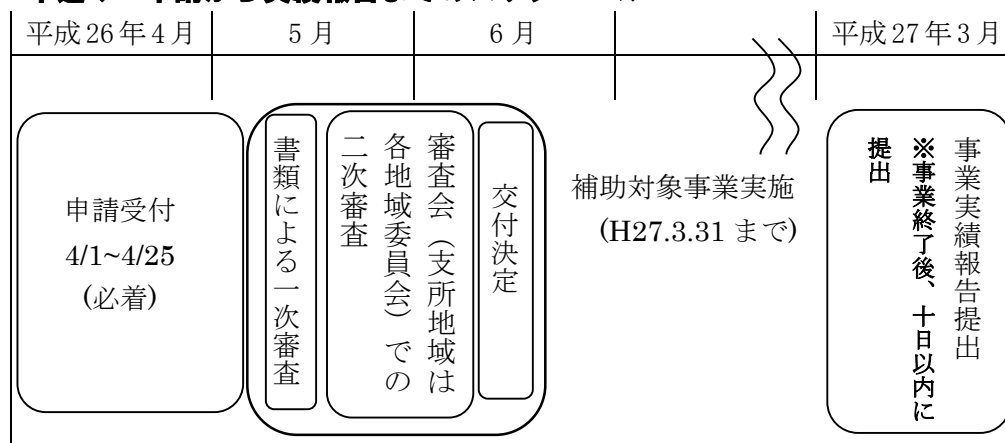 平成26年4月
5月
6月
平成27年3月
申請受付
4/1~4/25
(必着)
書類による一次審査
審査会（支所地域は
各地域委員会）での
二次審査
交付決定
補助対象事業実施
(H27.3.31 まで)
事業実績報告提出
※事業終了後、十日以内に
提出